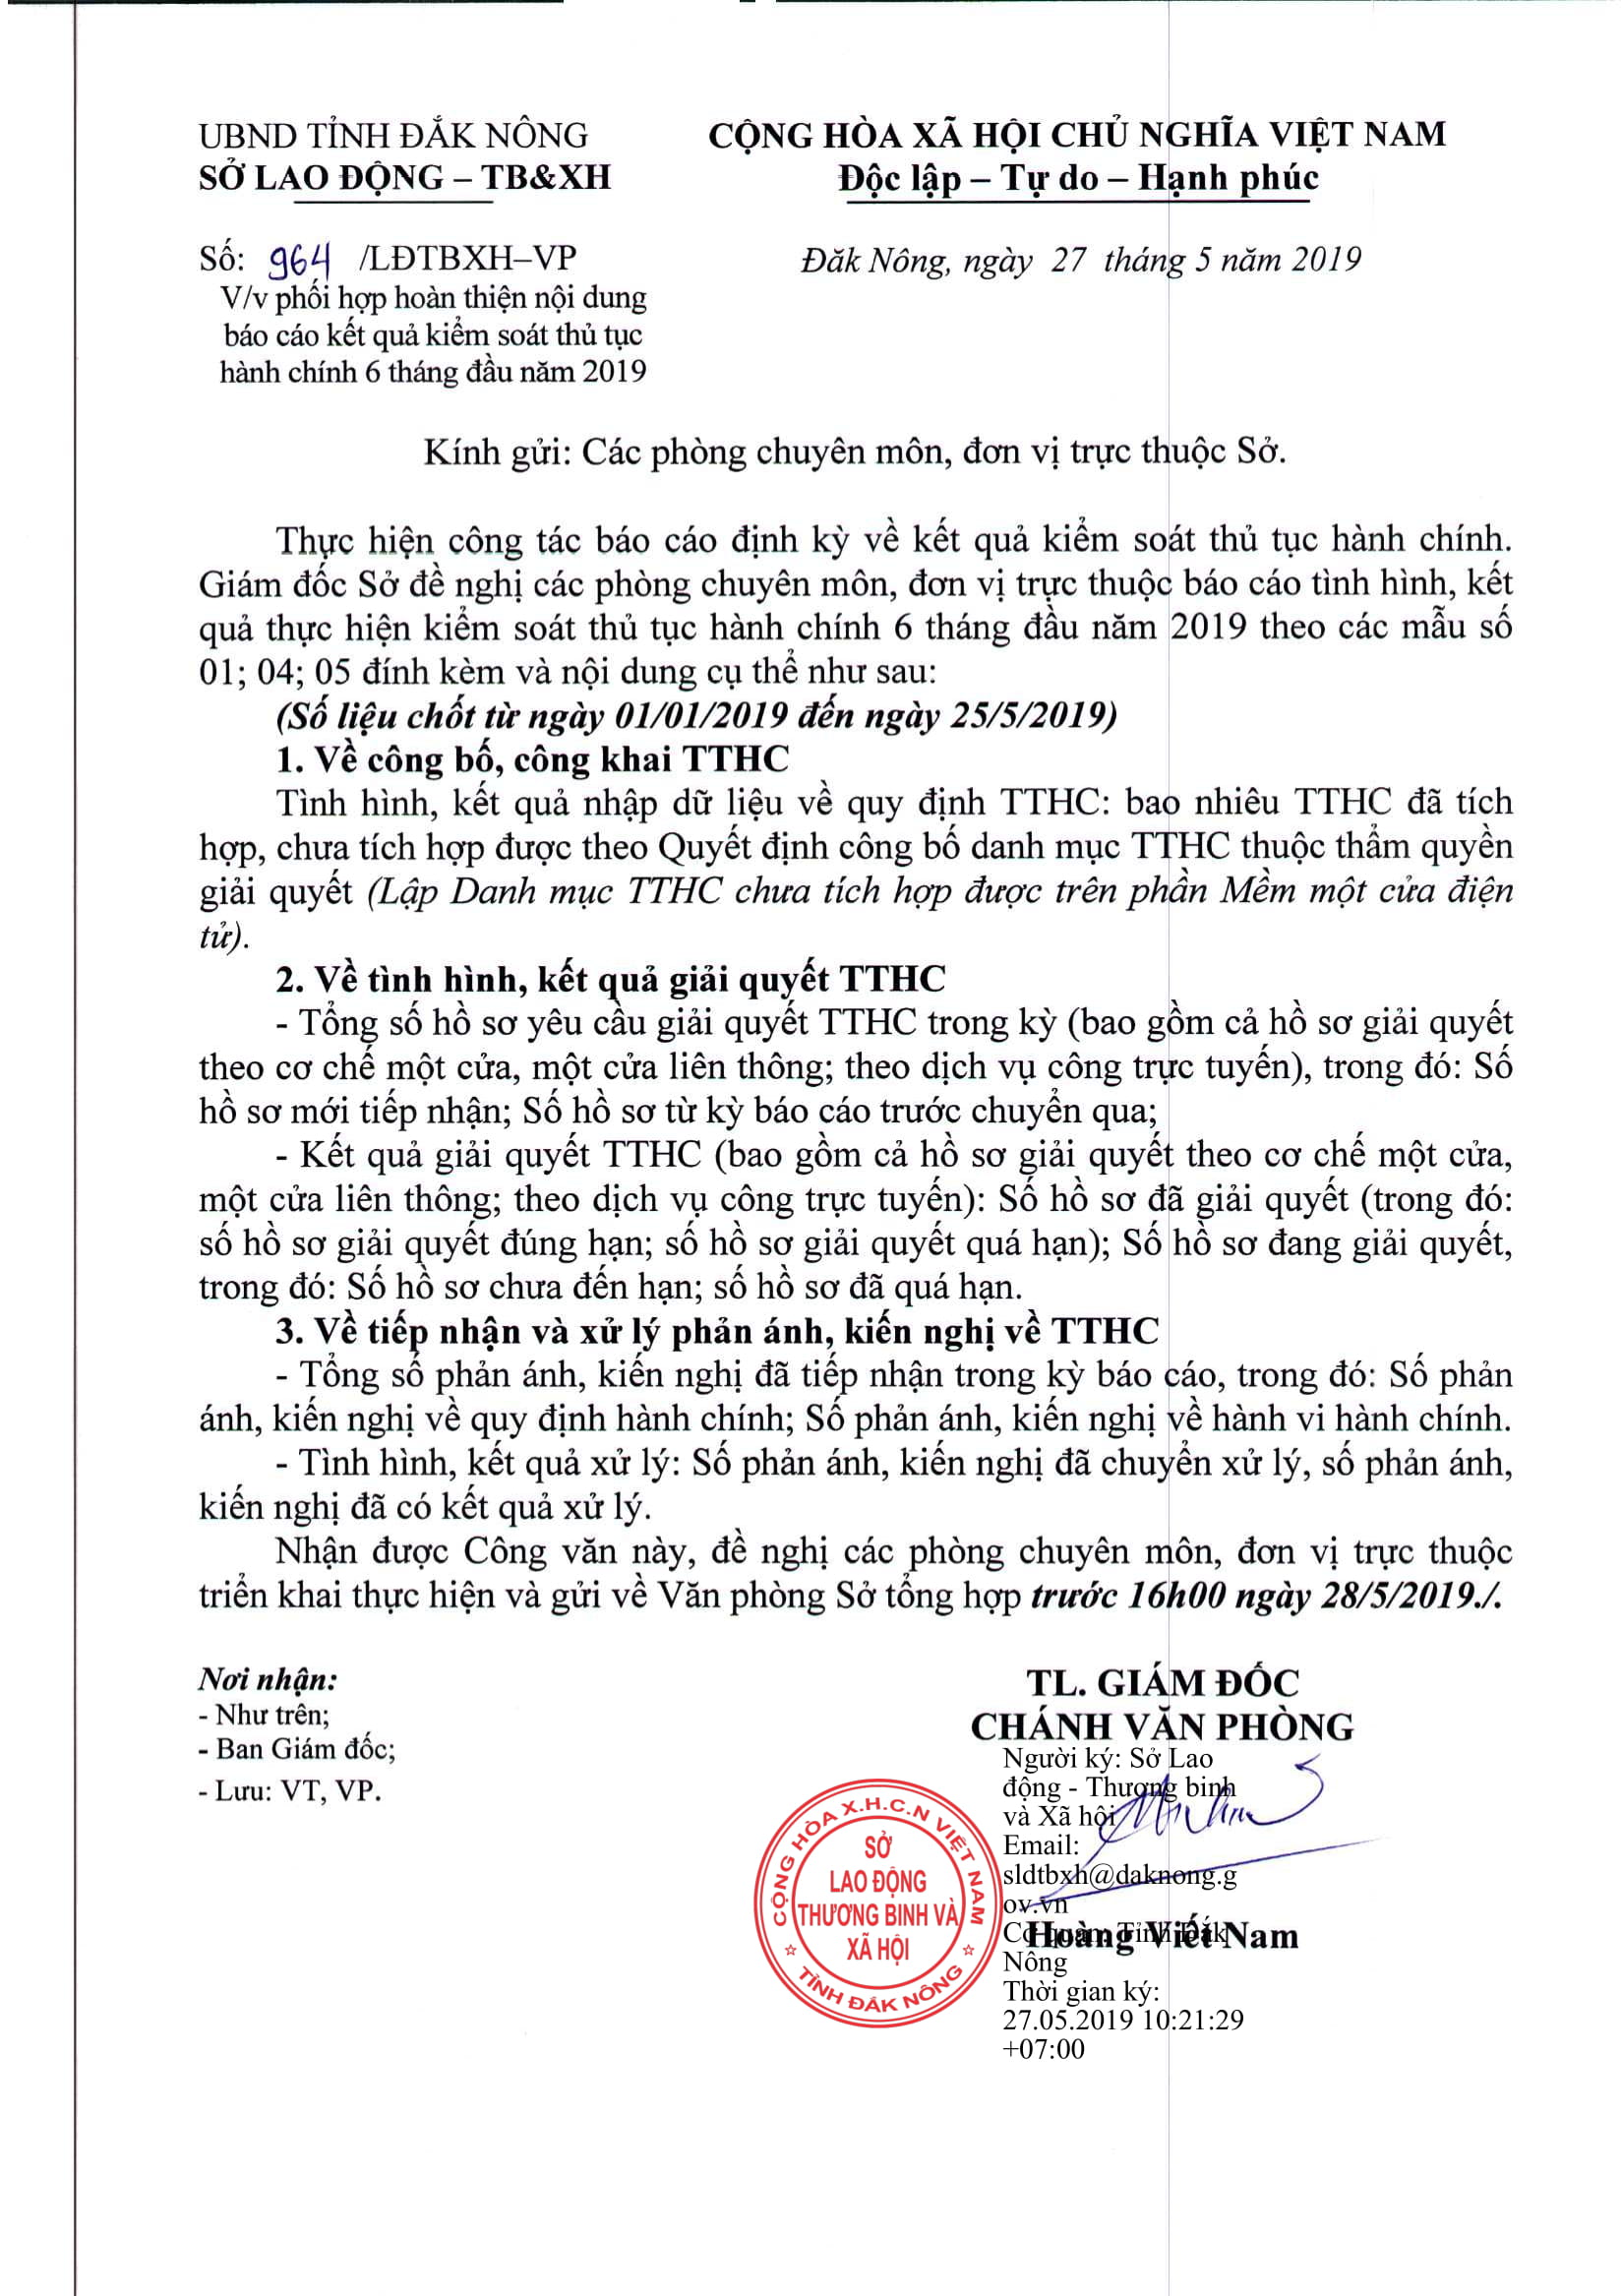 UBND TỈNH ĐẮK NÔNG
SỞ LAO ĐỘNG – TB&XH
CỘNG HÒA XÃ HỘI CHỦ NGHĨA VIỆT NAM
Độc lập – Tự do – Hạnh phúc
Số: 964 /LĐTBXH–VP
Đăk Nông, ngày 27 tháng 5 năm 2019
V/v phối hợp hoàn thiện nội dung
báo cáo kết quả kiểm soát thủ tục
hành chính 6 tháng đầu năm 2019
Kính gửi: Các phòng chuyên môn, đơn vị trực thuộc Sở.
Thực hiện công tác báo cáo định kỳ về kết quả kiểm soát thủ tục hành chính.
Giám đốc Sở đề nghị các phòng chuyên môn, đơn vị trực thuộc báo cáo tình hình, kết
quả thực hiện kiểm soát thủ tục hành chính 6 tháng đầu năm 2019 theo các mẫu số
01; 04; 05 đính kèm và nội dung cụ thể như sau:
(Số liệu chốt từ ngày 01/01/2019 đến ngày 25/5/2019)
1. Về công bố, công khai TTHC
Tình hình, kết quả nhập dữ liệu về quy định TTHC: bao nhiêu TTHC đã tích
hợp, chưa tích hợp được theo Quyết định công bố danh mục TTHC thuộc thẩm quyền
giải quyết (Lập Danh mục TTHC chưa tích hợp được trên phần Mềm một cửa điện
tử).
2. Về tình hình, kết quả giải quyết TTHC
- Tổng số hồ sơ yêu cầu giải quyết TTHC trong kỳ (bao gồm cả hồ sơ giải quyết
theo cơ chế một cửa, một cửa liên thông; theo dịch vụ công trực tuyến), trong đó: Số
hồ sơ mới tiếp nhận; Số hồ sơ từ kỳ báo cáo trước chuyển qua;
- Kết quả giải quyết TTHC (bao gồm cả hồ sơ giải quyết theo cơ chế một cửa,
một cửa liên thông; theo dịch vụ công trực tuyến): Số hồ sơ đã giải quyết (trong đó:
số hồ sơ giải quyết đúng hạn; số hồ sơ giải quyết quá hạn); Số hồ sơ đang giải quyết,
trong đó: Số hồ sơ chưa đến hạn; số hồ sơ đã quá hạn.
3. Về tiếp nhận và xử lý phản ánh, kiến nghị về TTHC
- Tổng số phản ánh, kiến nghị đã tiếp nhận trong kỳ báo cáo, trong đó: Số phản
ánh, kiến nghị về quy định hành chính; Số phản ánh, kiến nghị về hành vi hành chính.
- Tình hình, kết quả xử lý: Số phản ánh, kiến nghị đã chuyển xử lý, số phản ánh,
kiến nghị đã có kết quả xử lý.
Nhận được Công văn này, đề nghị các phòng chuyên môn, đơn vị trực thuộc
triển khai thực hiện và gửi về Văn phòng Sở tổng hợp trước 16h00 ngày 28/5/2019./.
Nơi nhận:
- Như trên;
- Ban Giám đốc;
- Lưu: VT, VP.
TL. GIÁM ĐỐC
CHÁNH VĂN PHÒNG
Người ký: Sở Lao
động - Thương binh
và Xã hội
Email:
sldtbxh@daknong.g
ov.vn
Cơ quan: Tỉnh Đắk
Nông
Thời gian ký:
27.05.2019 10:21:29
+07:00
Hoàng Viết Nam
CỘNG HÒA X.H.C.N VIỆT NAM
SỞ
LAO ĐỘNG
THƯƠNG BINH VÀ
XÃ HỘI
TỈNH ĐẮK NÔNG